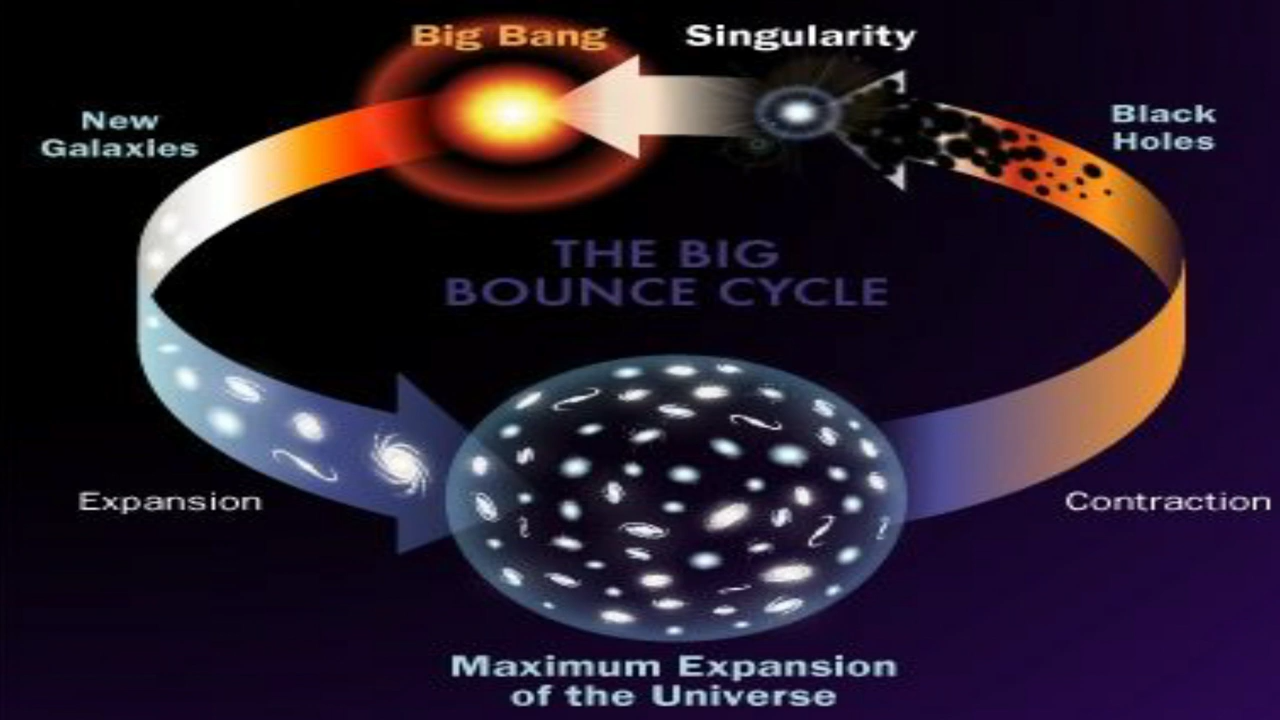 Big Bang
Singularity
New
Galaxies
Black
Holes
THE BIG
BOUNCE CYCLE
Expansion
Contraction
Maximum Expansion
of the Universe